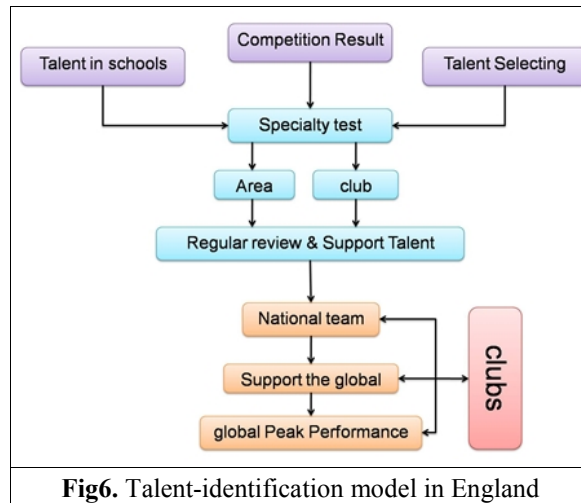 Competition Result
Talent in schools
Talent Selecting
Specialty test
Area
club
Regular review & Support Talent
National team
Support the global
global Peak Performance
clubs
Fig6. Talent-identification model in England